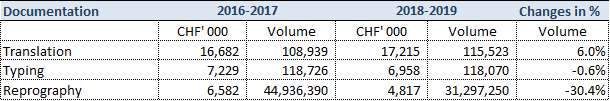 Documentation 2016-2017 2018-2019 Changes in %
CHF' 000 Volume CHF' 000 Volume Volume
Translation 16,682 108,939 17,215 115,523 6.0%
Typing 7,229 118,726 6,958 118,070 -0.6%
Reprography 6,582 44,936,390 4,817 31,297,250 -30.4%